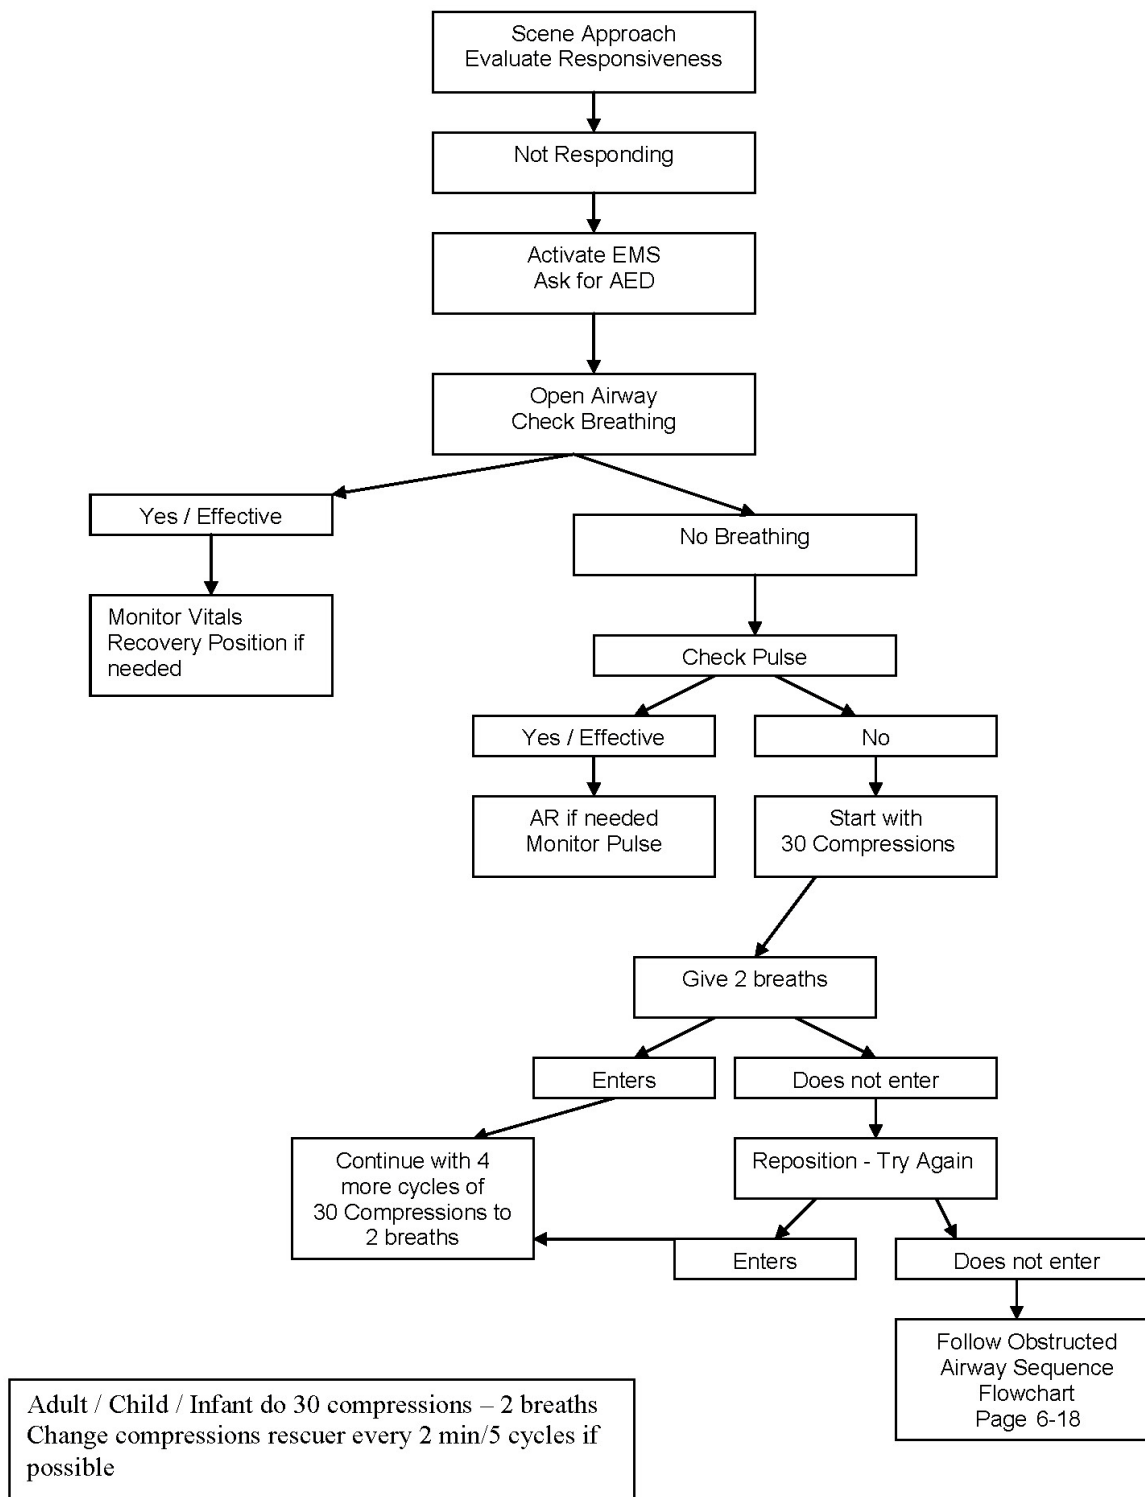 Scene Approach
Evaluate Responsiveness
Not Responding
Activate EMS
Ask for AED
Open Airway
Check Breathing
Yes / Effective
No Breathing
Monitor Vitals
Recovery Position if
needed
Check Pulse
Yes / Effective
No
AR if needed
Monitor Pulse
Start with
30 Compressions
Give 2 breaths
Enters
Does not enter
Continue with 4
more cycles of
30 Compressions to
2 breaths
Reposition - Try Again
Enters
Does not enter
Follow Obstructed
Airway Sequence
Flowchart
Page 6-18
Adult / Child / Infant do 30 compressions – 2 breaths
Change compressions rescuer every 2 min/5 cycles if
possible